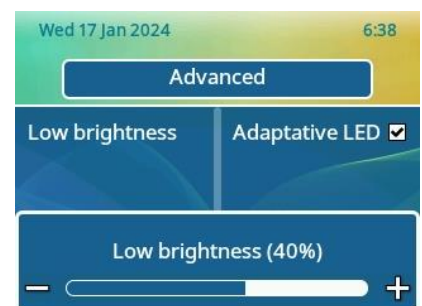 Wed 17 Jan 2024 6:38
Advanced
Low brightness Adaptative LED
Low brightness (40%)